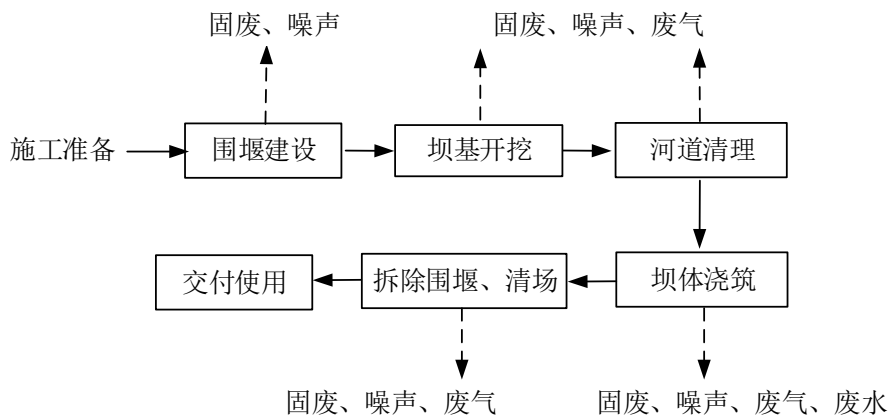 固废、噪声
固废、噪声、废气
施工准备
围堰建设
坝基开挖
河道清理
交付使用
拆除围堰、清场
坝体浇筑
固废、噪声、废气
固废、噪声、废气、废水